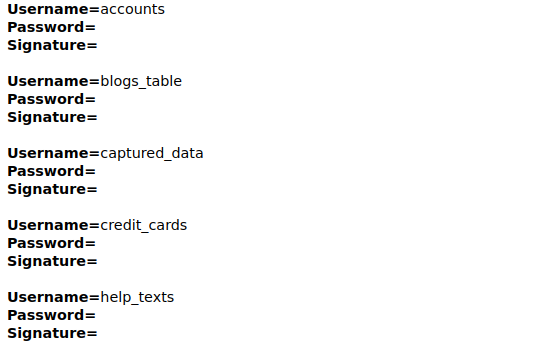 Username=accounts
Password=
Signature=
Username=blogs_table
Password=
Signature=
Username=captured_data
Password=
Signature=
Username=credit_cards
Password=
Signature=
Username=help_texts
Password=
Signature=